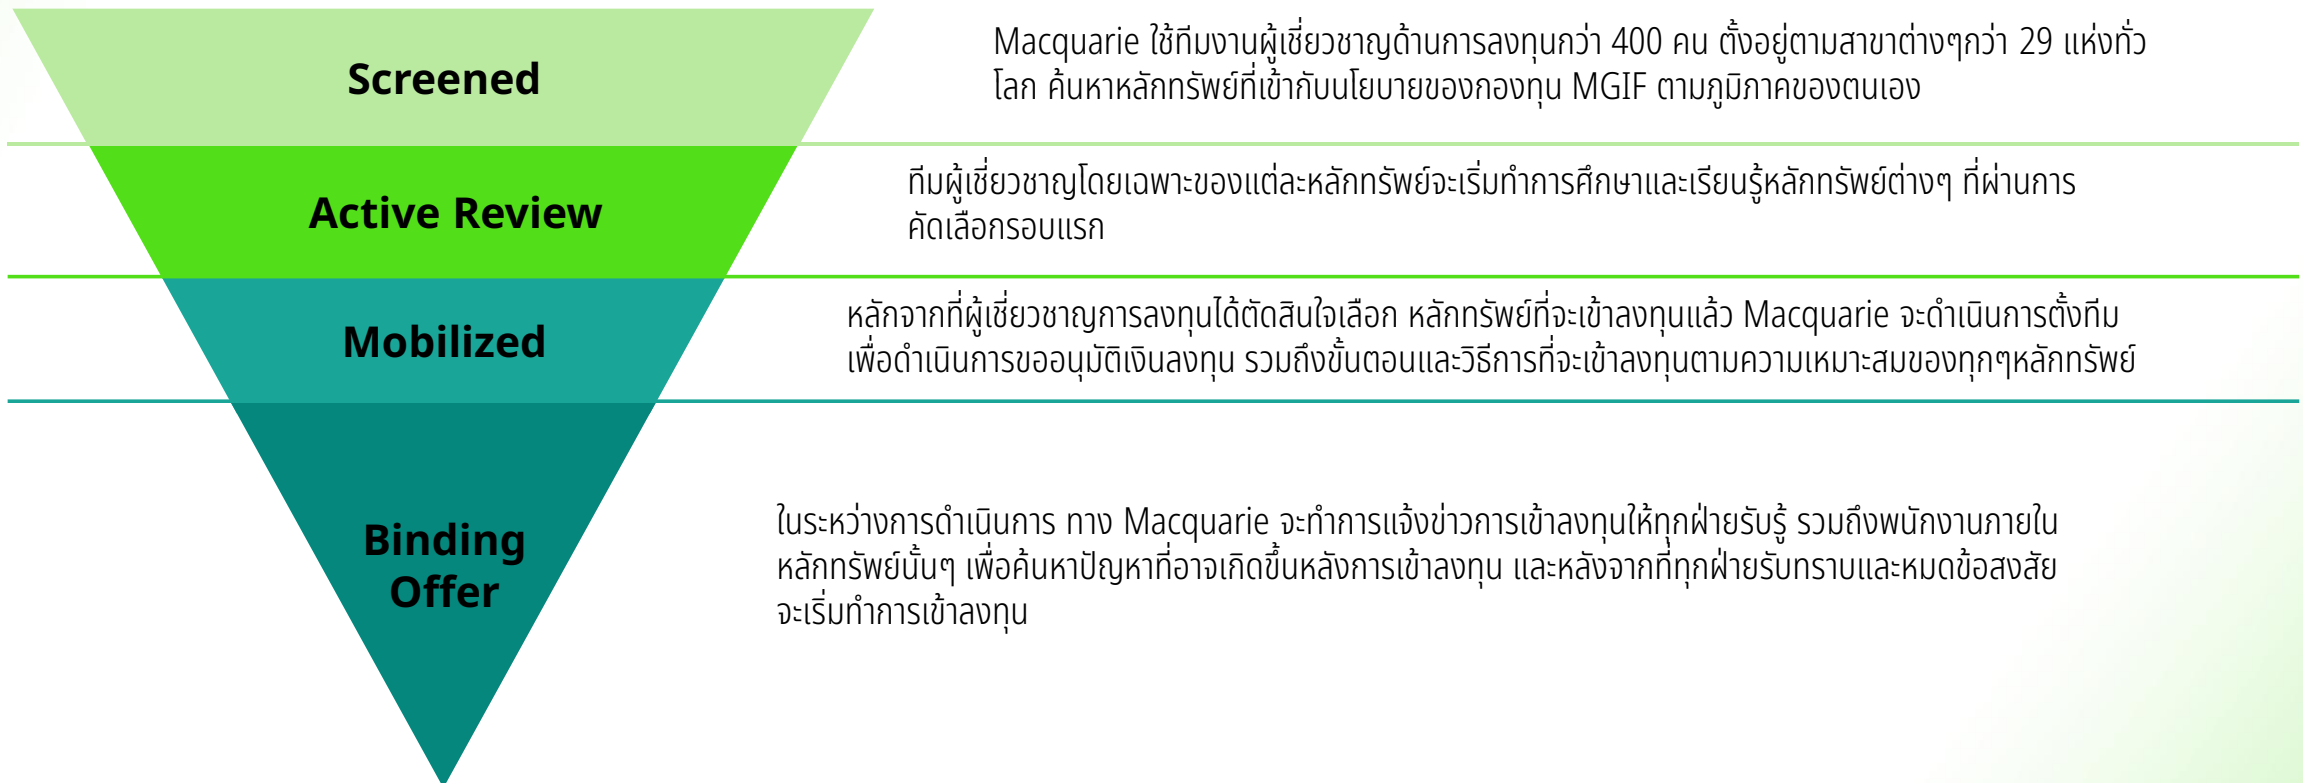 Screened
Macquarie ใช้ทีมงานผู้เชี่ยวชาญด้านการลงทุนกว่า 400 คน ตั้งอยู่ตามสาขาต่างๆกว่า 29 แห่งทั่ว
โลก ค้นหาหลักทรัพย์ที่เข้ากับนโยบายของกองทุน MGIF ตามภูมิภาคของตนเอง
Active Review
ทีมผู้เชี่ยวชาญโดยเฉพาะของแต่ละหลักทรัพย์จะเริ่มทำการศึกษาและเรียนรู้หลักทรัพย์ต่างๆ ที่ผ่านการ
คัดเลือกรอบแรก
Mobilized
หลักจากที่ผู้เชี่ยวชาญการลงทุนได้ตัดสินใจเลือก หลักทรัพย์ที่จะเข้าลงทุนแล้ว Macquarie จะดำเนินการตั้งทีม
เพื่อดำเนินการขออนุมัติเงินลงทุน รวมถึงขั้นตอนและวิธีการที่จะเข้าลงทุนตามความเหมาะสมของทุกๆหลักทรัพย์
Binding
Offer
ในระหว่างการดำเนินการ ทาง Macquarie จะทำการแจ้งข่าวการเข้าลงทุนให้ทุกฝ่ายรับรู้ รวมถึงพนักงานภายใน
หลักทรัพย์นั้นๆ เพื่อค้นหาปัญหาที่อาจเกิดขึ้นหลังการเข้าลงทุน และหลังจากที่ทุกฝ่ายรับทราบและหมดข้อสงสัย
จะเริ่มทำการเข้าลงทุน